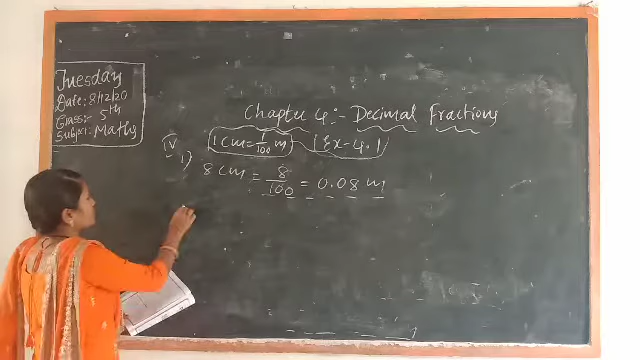 Tuesday
Date: 8/12/20
Class:- 5th
Subject: Maths
Chapter 4:- Decimal Fractions
IV 1 cm = 1/100 m {Ex-4.1}
1) 8 cm = 8/100 = 0.08 m